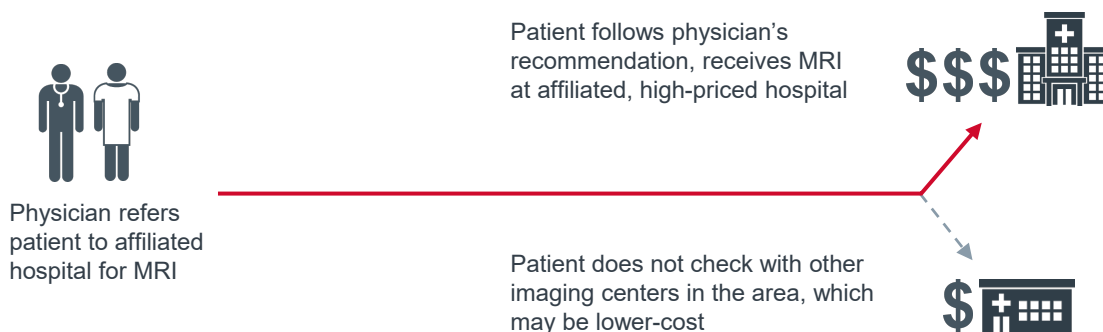 Patient follows physician’s
recommendation, receives MRI
at affiliated, high-priced hospital
$$$
Physician refers
patient to affiliated
hospital for MRI
Patient does not check with other
imaging centers in the area, which
may be lower-cost
$